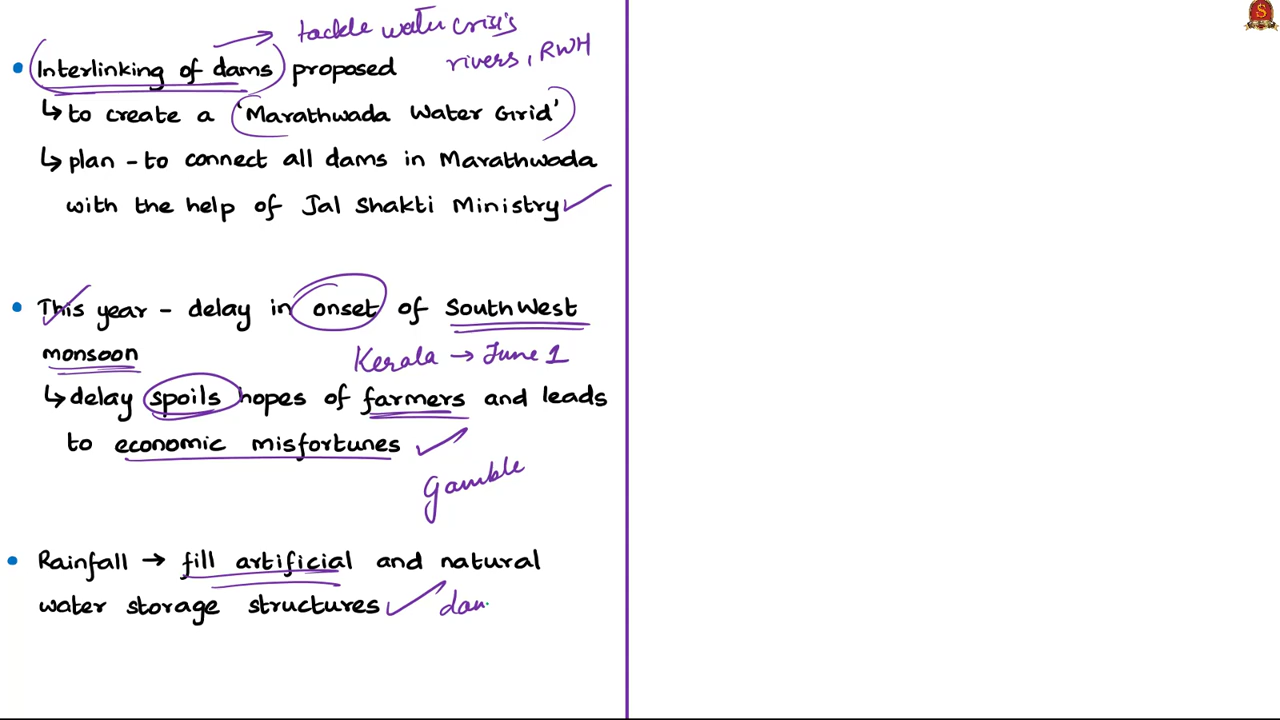 tackle water crisis
rivers, RWH
• Interlinking of dams proposed
↳ to create a 'Marathwada Water Grid'
↳ plan - to connect all dams in Marathwada
with the help of Jal Shakti Ministry
• This year - delay in onset of SouthWest
monsoon
Kerala → June 1
↳ delay spoils hopes of farmers and leads
to economic misfortunes
Gamble
• Rainfall → fill artificial and natural
water storage structures
dam